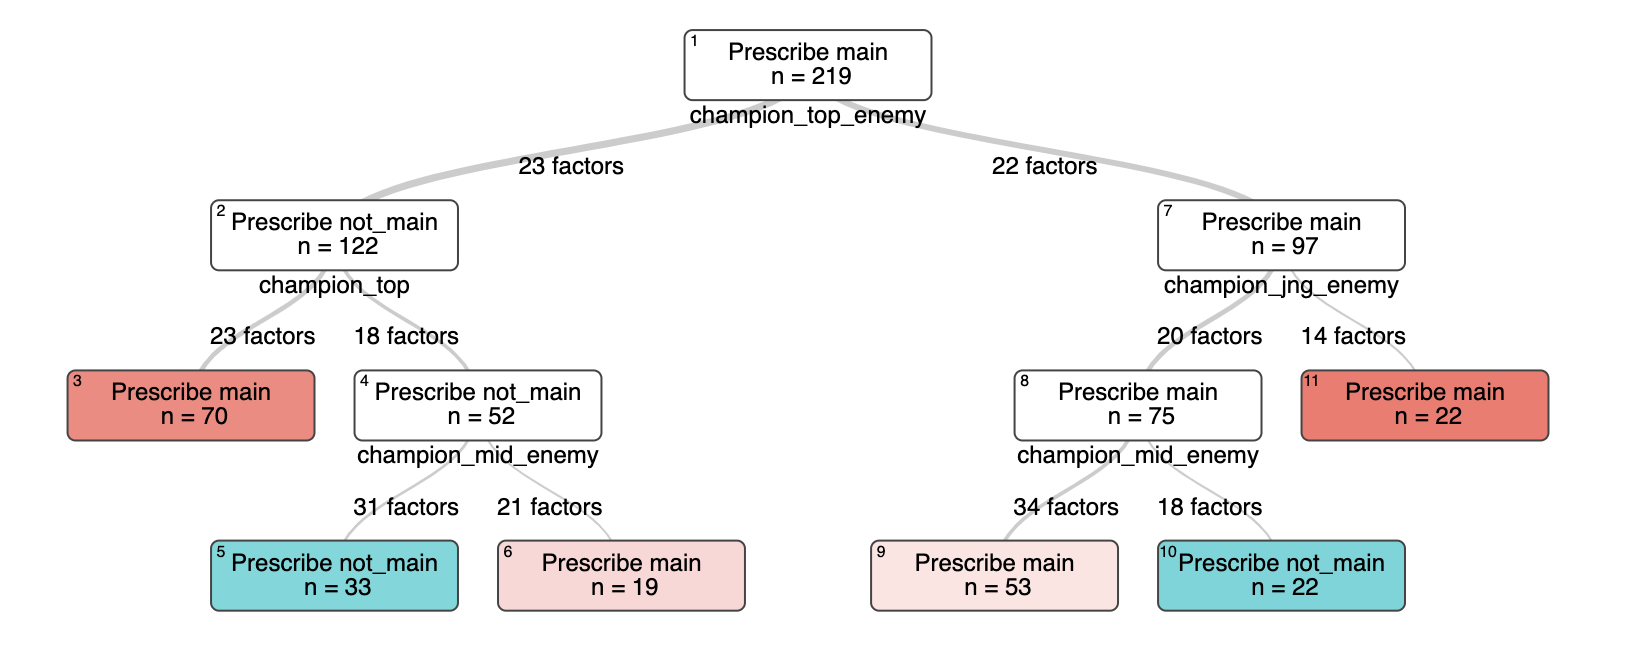 1
Prescribe main
n = 219
champion_top_enemy
23 factors
22 factors
2
Prescribe not_main
n = 122
champion_top
7
Prescribe main
n = 97
champion_jng_enemy
23 factors
18 factors
20 factors
14 factors
3
Prescribe main
n = 70
4
Prescribe not_main
n = 52
champion_mid_enemy
8
Prescribe main
n = 75
champion_mid_enemy
11
Prescribe main
n = 22
31 factors
21 factors
34 factors
18 factors
5
Prescribe not_main
n = 33
6
Prescribe main
n = 19
9
Prescribe main
n = 53
10
Prescribe not_main
n = 22